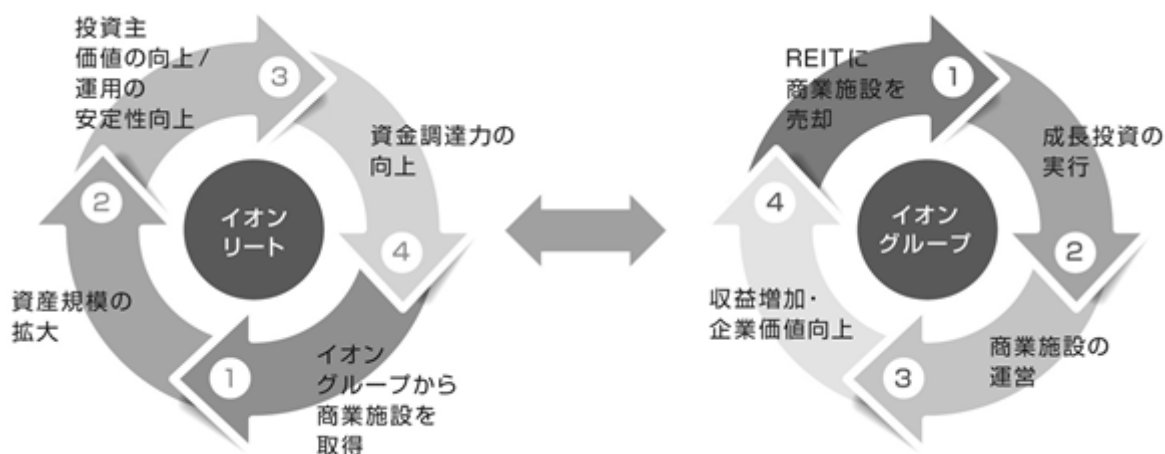 投資主
価値の向上/
運用の
安定性向上
③
資金調達力の
向上
④
イオン
グループから
商業施設を
取得
①
資産規模の
拡大
②
イオン
リート
REITに
商業施設を
売却
①
成長投資の
実行
②
商業施設の
運営
③
収益増加・
企業価値向上
④
イオン
グループ